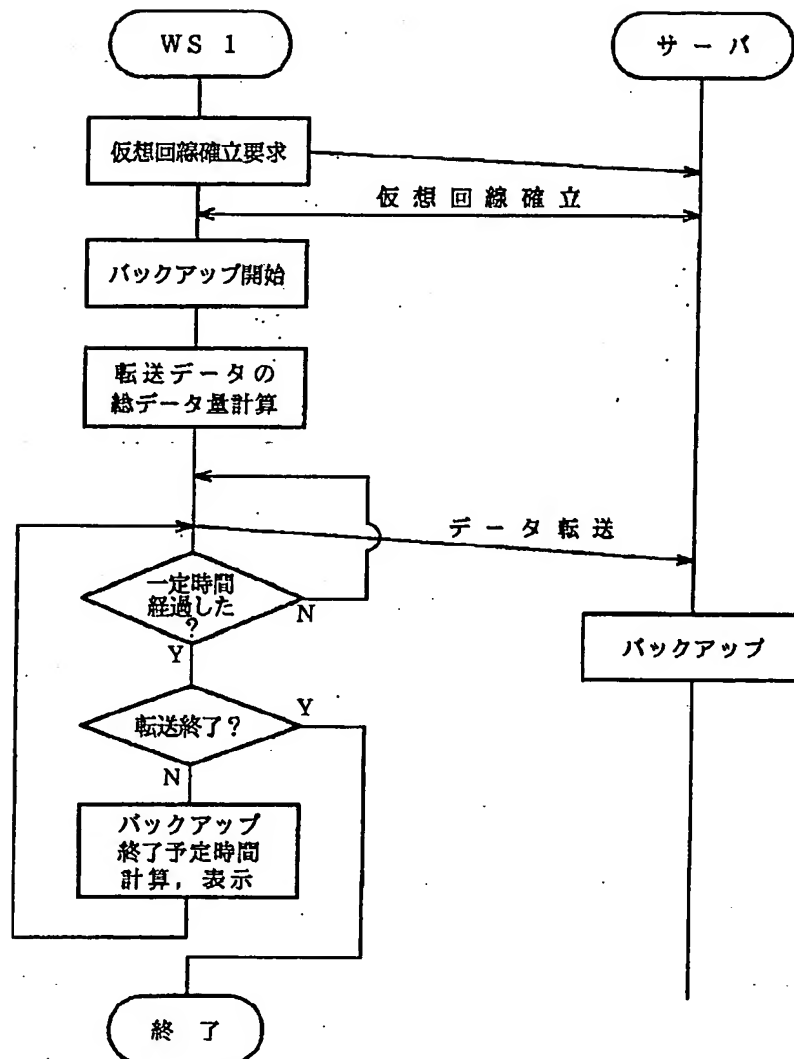 WS 1
サーバ
仮想回線確立要求
仮想回線確立
バックアップ開始
転送データの
総データ量計算
データ転送
一定時間
経過した
?
N
Y
バックアップ
転送終了?
Y
N
バックアップ
終了予定時間
計算，表示
終了